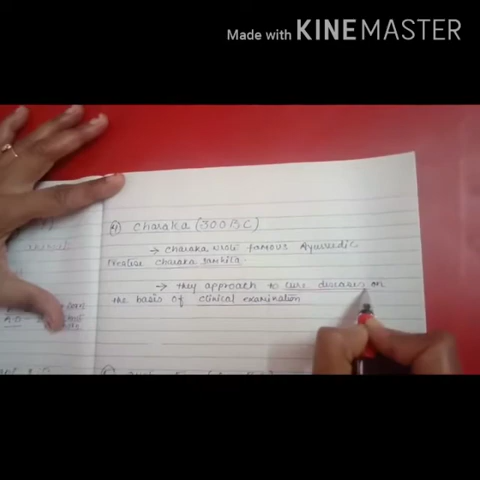 Made with KINEMASTER
4) Charaka (300 BC)
→ Charaka wrote famous Ayurvedic
treatise Charaka Samhita
→ they approach to cure diseases on
the basis of clinical examination